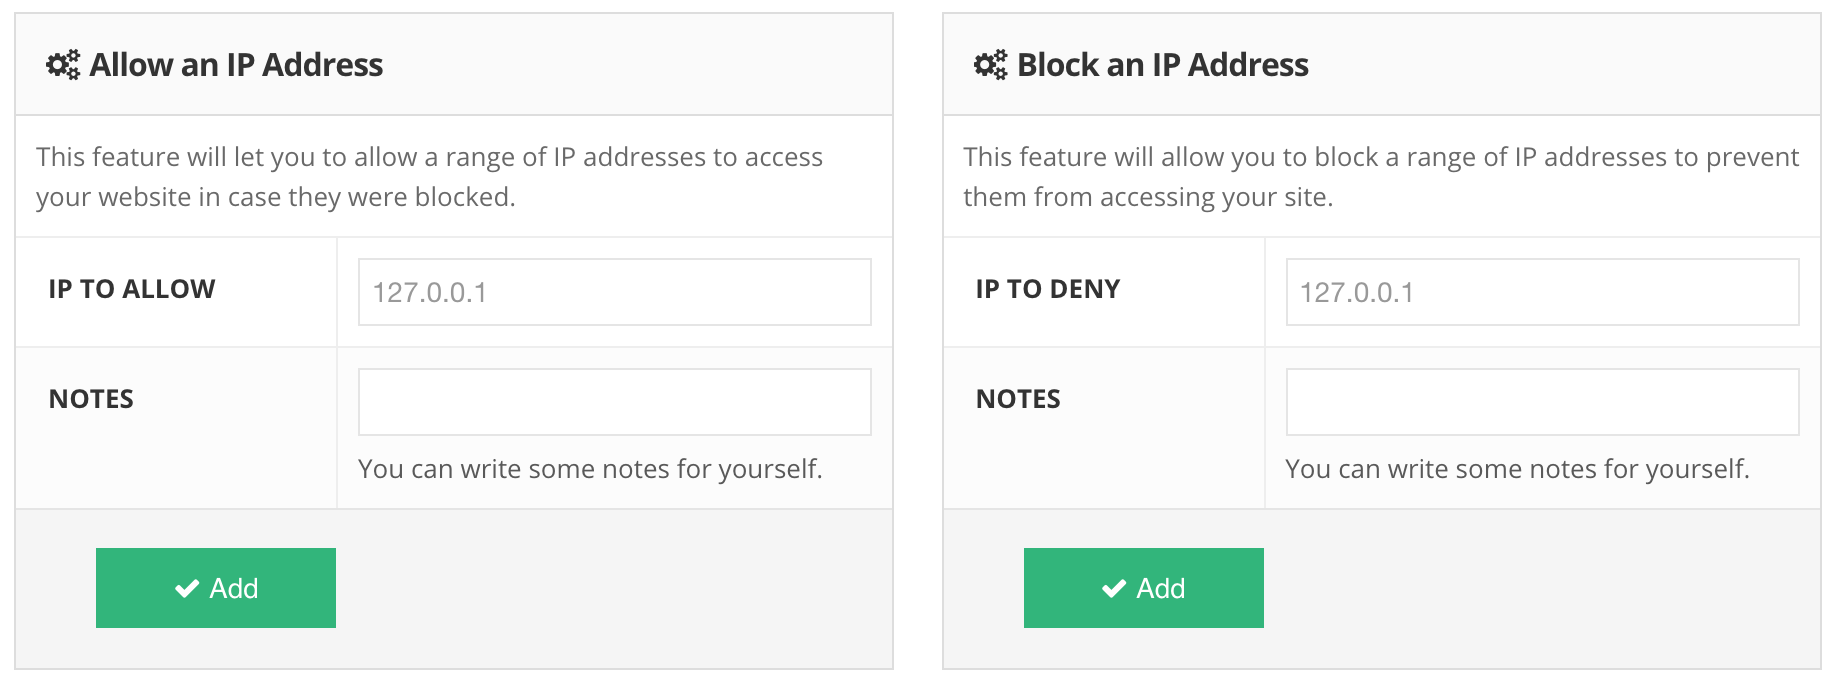 Allow an IP Address
This feature will let you to allow a range of IP addresses to access
your website in case they were blocked.
IP TO ALLOW
127.0.0.1
NOTES
You can write some notes for yourself.
Add
Block an IP Address
This feature will allow you to block a range of IP addresses to prevent
them from accessing your site.
IP TO DENY
127.0.0.1
NOTES
You can write some notes for yourself.
Add